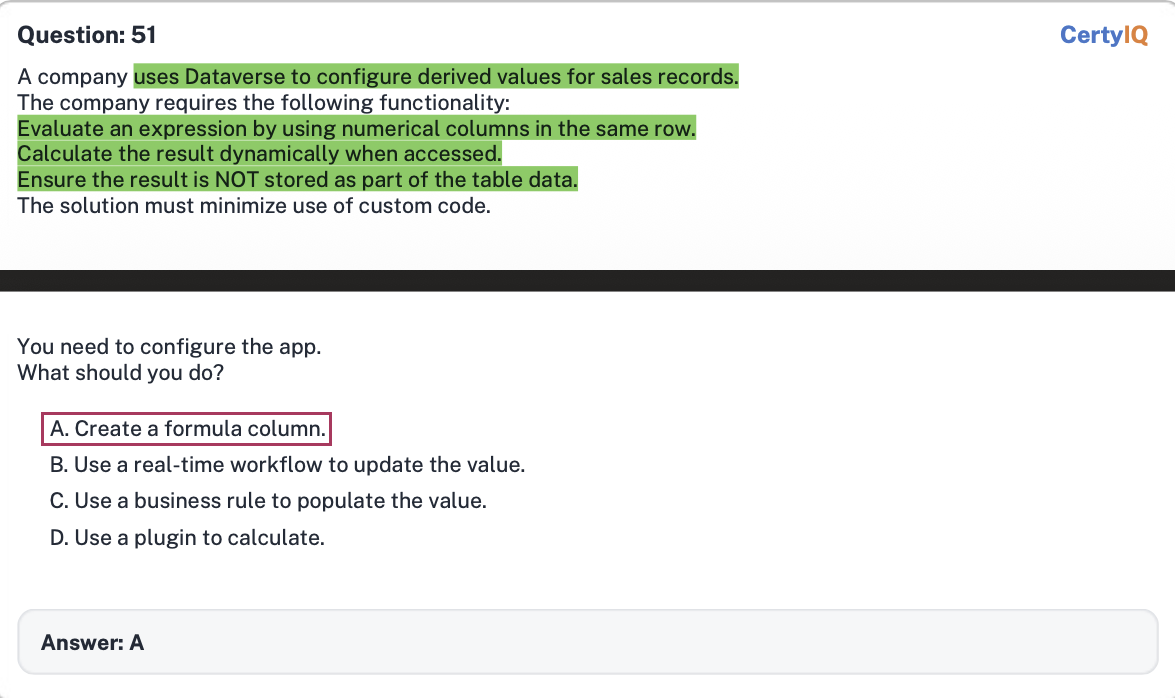 Question: 51
CertyIQ
A company uses Dataverse to configure derived values for sales records.
The company requires the following functionality:
Evaluate an expression by using numerical columns in the same row.
Calculate the result dynamically when accessed.
Ensure the result is NOT stored as part of the table data.
The solution must minimize use of custom code.
You need to configure the app.
What should you do?
A. Create a formula column.
B. Use a real-time workflow to update the value.
C. Use a business rule to populate the value.
D. Use a plugin to calculate.
Answer: A